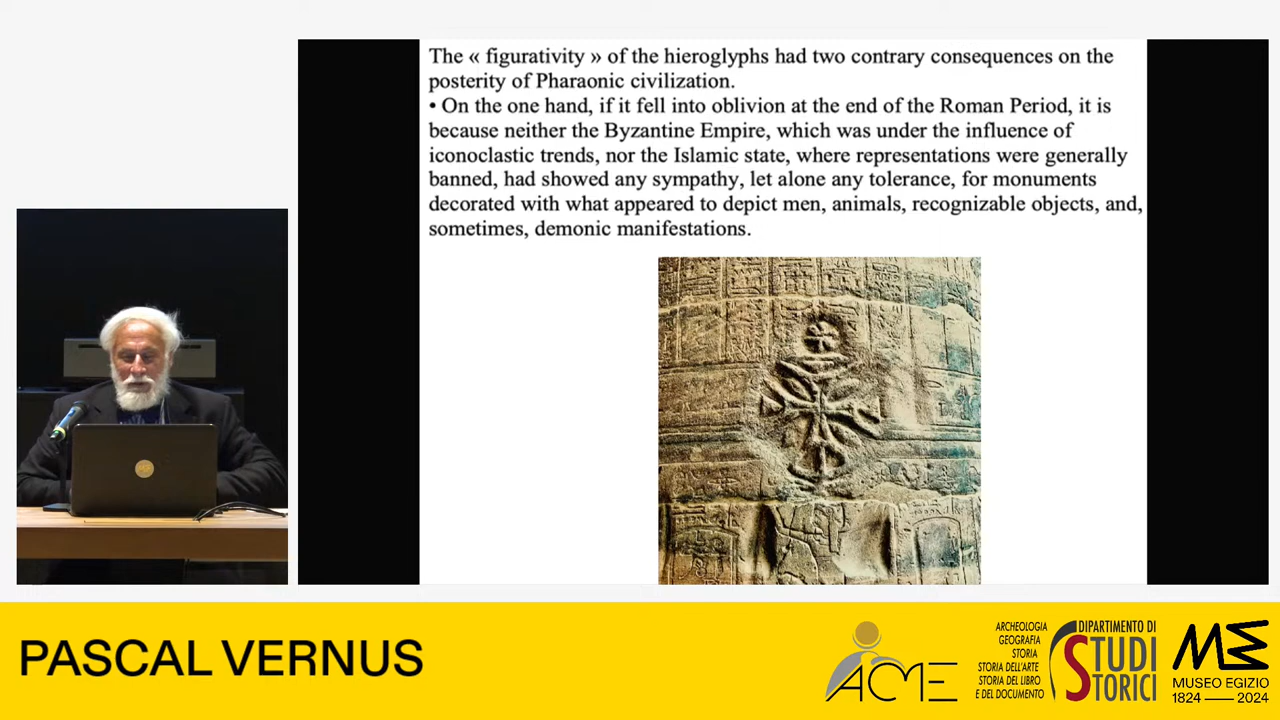 The « figurativity » of the hieroglyphs had two contrary consequences on the
posterity of Pharaonic civilization.
• On the one hand, if it fell into oblivion at the end of the Roman Period, it is
because neither the Byzantine Empire, which was under the influence of
iconoclastic trends, nor the Islamic state, where representations were generally
banned, had showed any sympathy, let alone any tolerance, for monuments
decorated with what appeared to depict men, animals, recognizable objects, and,
sometimes, demonic manifestations.
PASCAL VERNUS
ACME
ARCHEOLOGIA
GEOGRAFIA
STORIA
STORIA DELL'ARTE
STORIA DEL LIBRO
E DEL DOCUMENTO
DIPARTIMENTO DI
STUDI
STORICI
ME
MUSEO EGIZIO
1824 — 2024